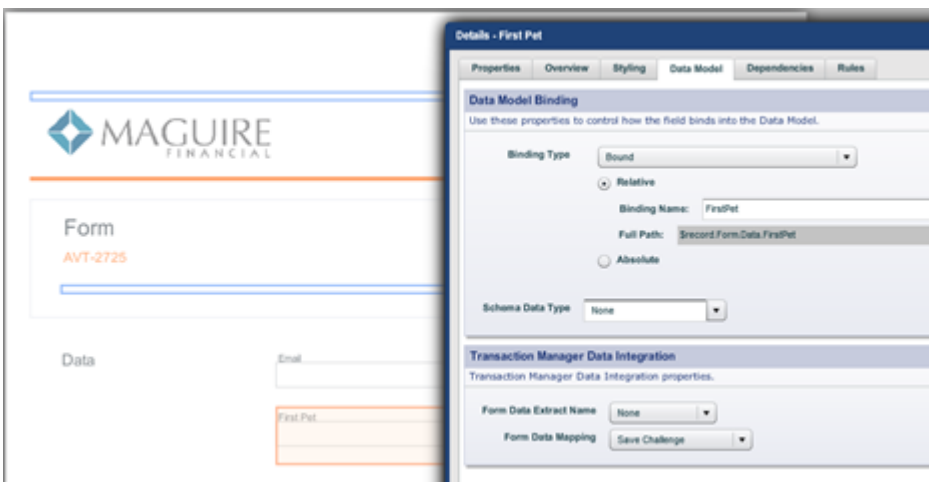 Details - First Pet
Properties Overview Styling Data Model Dependencies Rules
Data Model Binding
Use these properties to control how the field binds into the Data Model.
Binding Type Bound
Relative
Binding Name: FirstPet
Full Path: $record.Form.Data.FirstPet
Absolute
Schema Data Type None
Transaction Manager Data Integration
Transaction Manager Data Integration properties.
Form Data Extract Name None
Form Data Mapping Save Challenge
MAGUIRE
FINANCIAL
Form
AVT-2725
Data
Email
First Pet